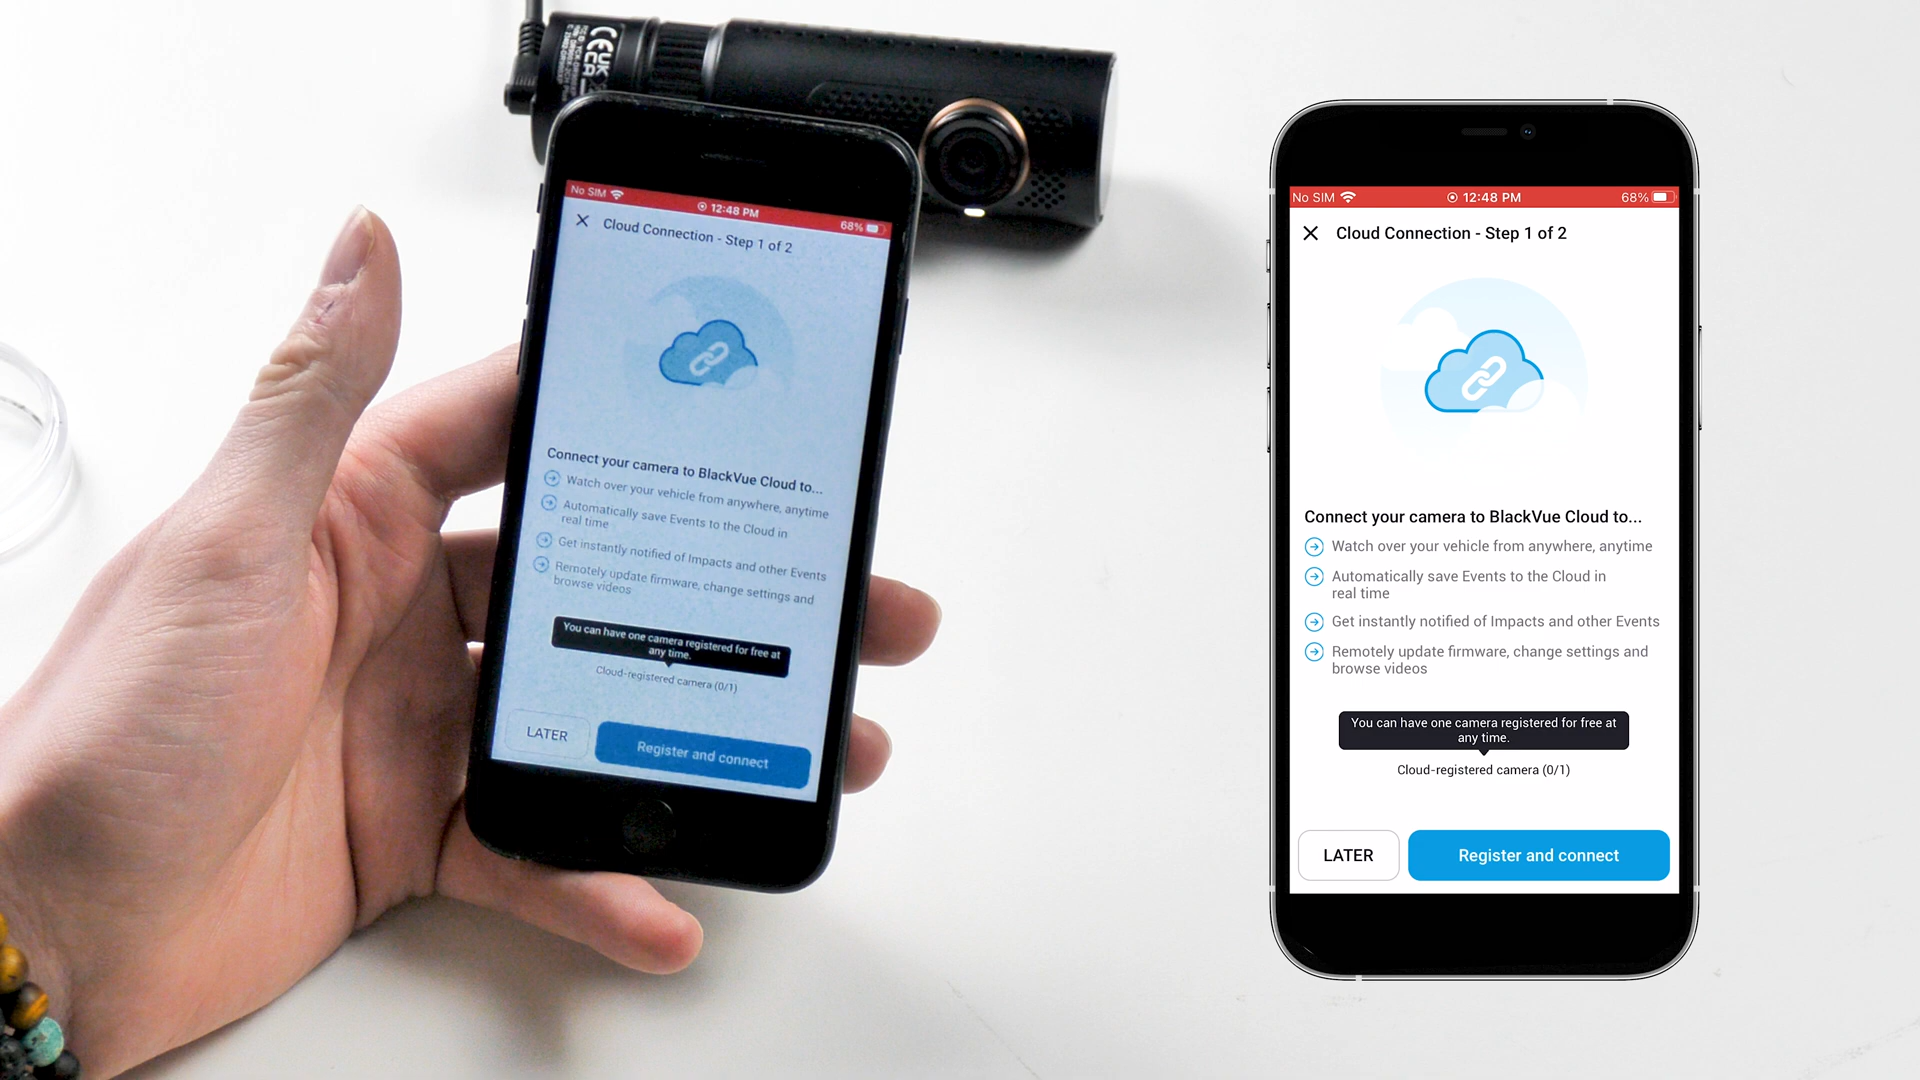 CE UK
CA
No SIM
12:48 PM
68%
Cloud Connection - Step 1 of 2
Connect your camera to BlackVue Cloud to...
Watch over your vehicle from anywhere, anytime
Automatically save Events to the Cloud in
real time
Get instantly notified of Impacts and other Events
Remotely update firmware, change settings and
browse videos
You can have one camera registered for free at
any time.
Cloud-registered camera (0/1)
LATER
Register and connect
No SIM
12:48 PM
68%
Cloud Connection - Step 1 of 2
Connect your camera to BlackVue Cloud to...
Watch over your vehicle from anywhere, anytime
Automatically save Events to the Cloud in
real time
Get instantly notified of Impacts and other Events
Remotely update firmware, change settings and
browse videos
You can have one camera registered for free at
any time.
Cloud-registered camera (0/1)
LATER
Register and connect